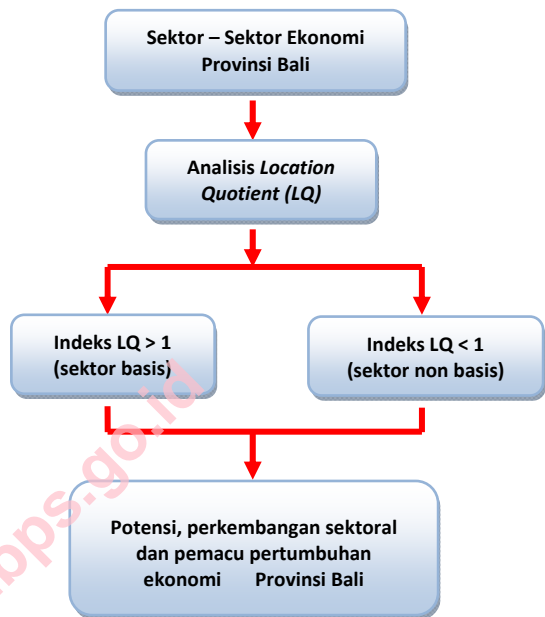 Sektor – Sektor Ekonomi
Provinsi Bali
Analisis Location
Quotient (LQ)
Indeks LQ > 1
(sektor basis)
Indeks LQ < 1
(sektor non basis)
Potensi, perkembangan sektoral
dan pemacu pertumbuhan
ekonomi Provinsi Bali
bps.go.id